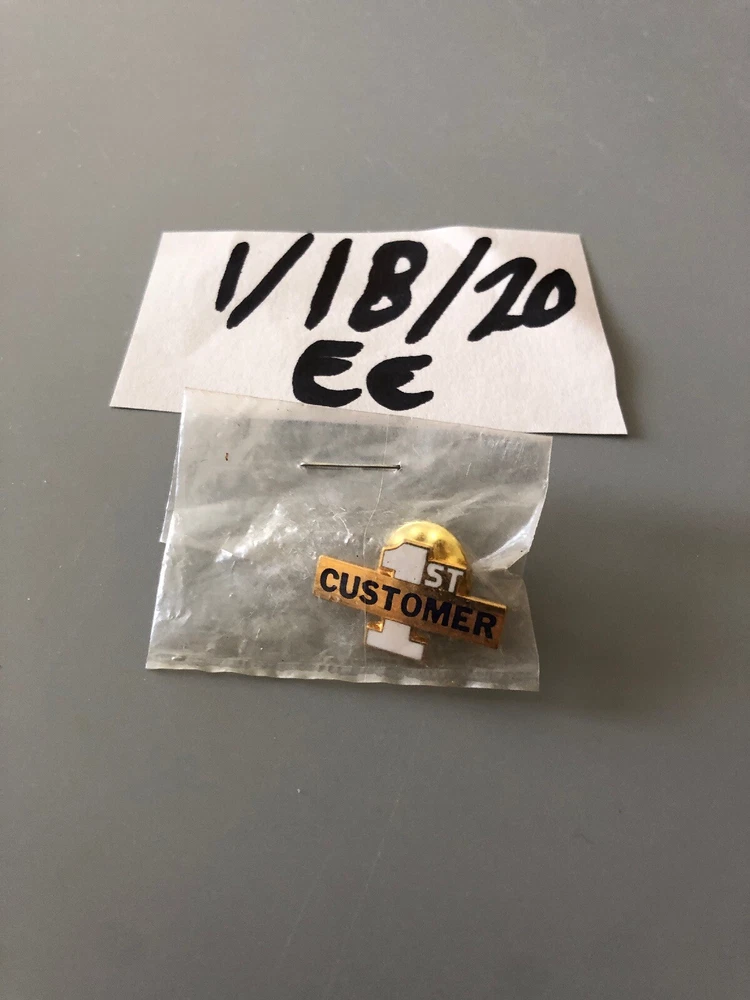 1/18/20
EE
1ST
CUSTOMER